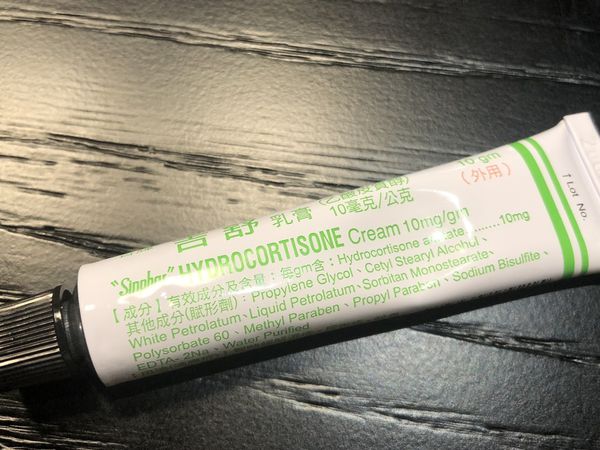 舒 乳膏 (乙酸皮質醇) 10 gm
10毫克/公克 (外用)
"Sinphar" HYDROCORTISONE Cream 10mg/gm
【成分】有效成分及含量：每gm含：Hydrocortisone acetate........10mg
其他成分(賦形劑)：Propylene Glycol、Cetyl Stearyl Alcohol、
White Petrolatum、Liquid Petrolatum、Sorbitan Monostearate、
Polysorbate 60、Methyl Paraben、Propyl Paraben、Sodium Bisulfite、
EDTA-2Na、Water Purified
Lot. No.